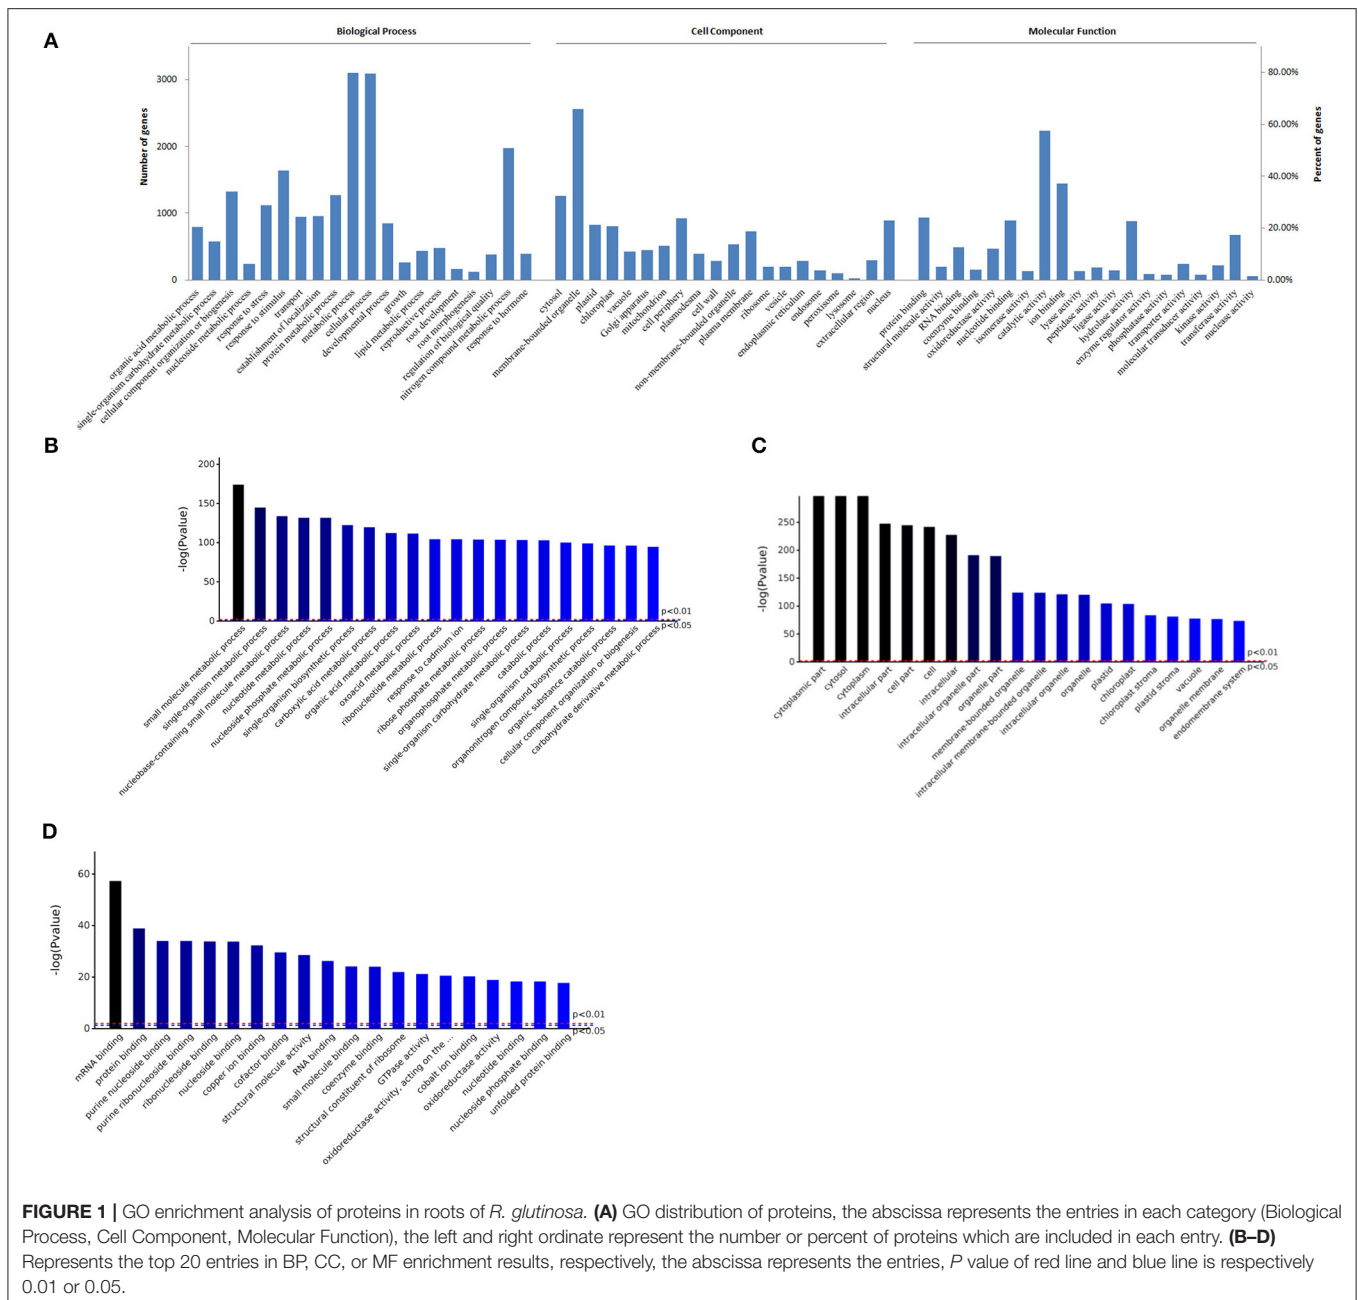 A
Biological Process
Cell Component
Molecular Function
Number of genes
Percent of genes
3000
2000
1000
0
80.00%
60.00%
40.00%
20.00%
0.00%
organic acid metabolic process
single-organism carbohydrate metabolic process
cellular component organization or biogenesis
nucleoside metabolic process
response to stress
response to stimulus
transport
establishment of localization
protein metabolic process
metabolic process
cellular process
developmental process
growth
lipid metabolic process
reproductive process
root development
root morphogenesis
regulation of biological quality
nitrogen compound metabolic process
response to hormone
cytosol
membrane-bounded organelle
plastid
chloroplast
vacuole
Golgi apparatus
mitochondrion
cell periphery
plasmodesma
cell wall
non-membrane-bounded organelle
plasma membrane
ribosome
vesicle
endoplasmic reticulum
endosome
peroxisome
lysosome
extracellular region
nucleus
protein binding
structural molecule activity
RNA binding
coenzyme binding
oxidoreductase activity
nucleotide binding
isomerase activity
catalytic activity
ion binding
lyase activity
peptidase activity
ligase activity
hydrolase activity
enzyme regulator activity
phosphatase activity
transporter activity
molecular transducer activity
kinase activity
transferase activity
nuclease activity
B
-log(Pvalue)
200
150
100
50
0
p<0.01
p<0.05
small molecule metabolic process
single-organism metabolic process
nucleobase-containing small molecule metabolic process
nucleotide metabolic process
nucleoside phosphate metabolic process
single-organism biosynthetic process
carboxylic acid metabolic process
organic acid metabolic process
oxoacid metabolic process
ribonucleotide metabolic process
response to cadmium ion
ribose phosphate metabolic process
organophosphate metabolic process
single-organism carbohydrate metabolic process
catabolic process
single-organism catabolic process
organonitrogen compound biosynthetic process
organic substance catabolic process
cellular component organization or biogenesis
carbohydrate derivative metabolic process
C
-log(Pvalue)
250
200
150
100
50
0
p<0.01
p<0.05
cytoplasmic part
cytosol
cytoplasm
intracellular part
cell part
cell
intracellular
intracellular organelle part
organelle part
membrane-bounded organelle
intracellular membrane-bounded organelle
intracellular organelle
organelle
plastid
chloroplast
chloroplast stroma
plastid stroma
vacuole
organelle membrane
endomembrane system
D
-log(Pvalue)
60
40
20
0
p<0.01
p<0.05
mRNA binding
protein binding
purine nucleoside binding
purine ribonucleoside binding
ribonucleoside binding
nucleoside binding
copper ion binding
cofactor binding
structural molecule activity
RNA binding
small molecule binding
coenzyme binding
structural constituent of ribosome
GTPase activity
oxidoreductase activity, acting on the ...
cobalt ion binding
oxidoreductase activity
nucleotide binding
nucleoside phosphate binding
unfolded protein binding
FIGURE 1 | GO enrichment analysis of proteins in roots of R. glutinosa. (A) GO distribution of proteins, the abscissa represents the entries in each category (Biological
Process, Cell Component, Molecular Function), the left and right ordinate represent the number or percent of proteins which are included in each entry. (B–D)
Represents the top 20 entries in BP, CC, or MF enrichment results, respectively, the abscissa represents the entries, P value of red line and blue line is respectively
0.01 or 0.05.